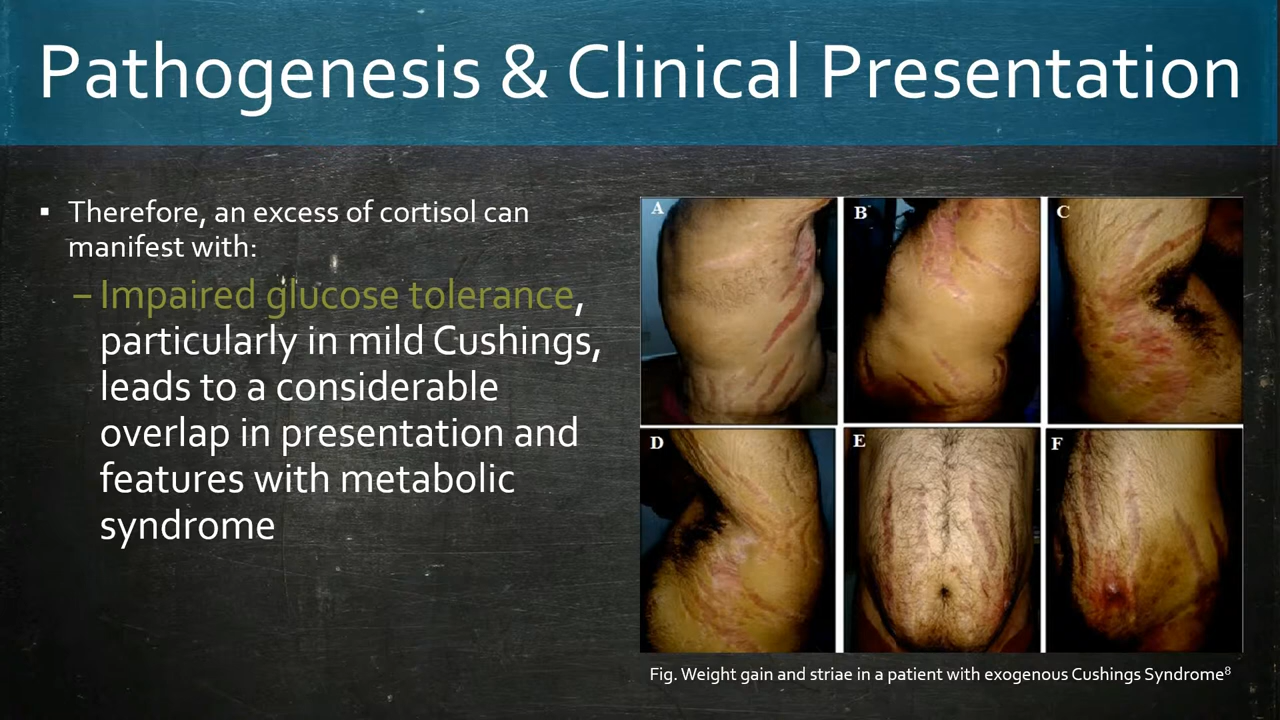 Pathogenesis & Clinical Presentation
▪ Therefore, an excess of cortisol can
manifest with:
– Impaired glucose tolerance,
particularly in mild Cushings,
leads to a considerable
overlap in presentation and
features with metabolic
syndrome
A
B
C
D
E
F
Fig. Weight gain and striae in a patient with exogenous Cushings Syndrome⁸